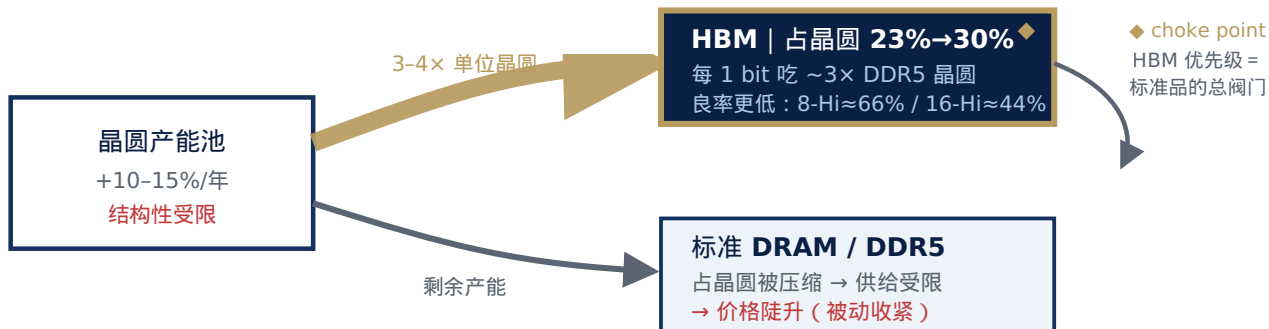 晶圆产能池
+10–15%/年
结构性受限
3–4× 单位晶圆
HBM | 占晶圆 23%→30%
每 1 bit 吃 ~3× DDR5 晶圆
良率更低：8-Hi≈66% / 16-Hi≈44%
◆ choke point
HBM 优先级 =
标准品的总阀门
剩余产能
标准 DRAM / DDR5
占晶圆被压缩 → 供给受限
→ 价格陡升（被动收紧）